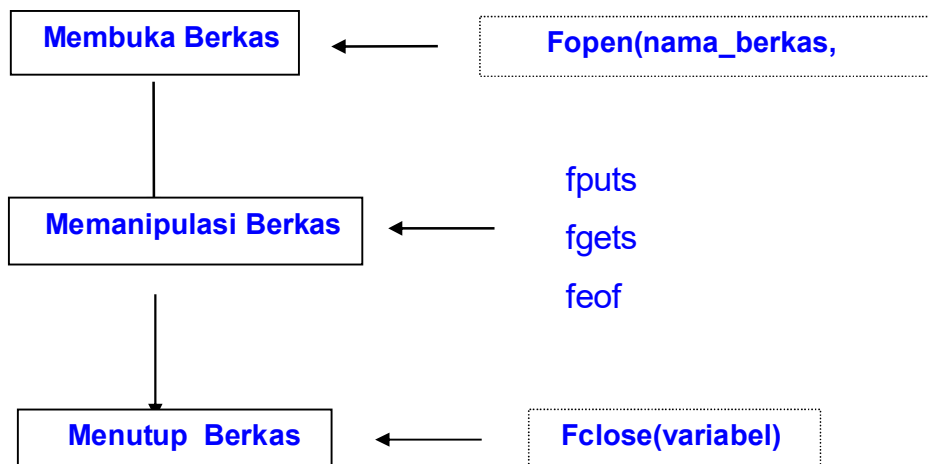 Membuka Berkas
Fopen(nama_berkas,
Memanipulasi Berkas
fputs
fgets
feof
Menutup Berkas
Fclose(variabel)